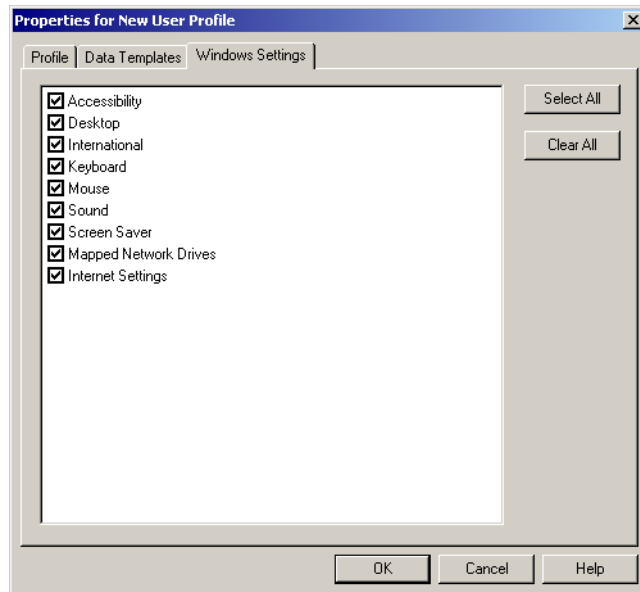 Properties for New User Profile
Profile Data Templates Windows Settings
Accessibility
Desktop
International
Keyboard
Mouse
Sound
Screen Saver
Mapped Network Drives
Internet Settings
Select All
Clear All
OK Cancel Help